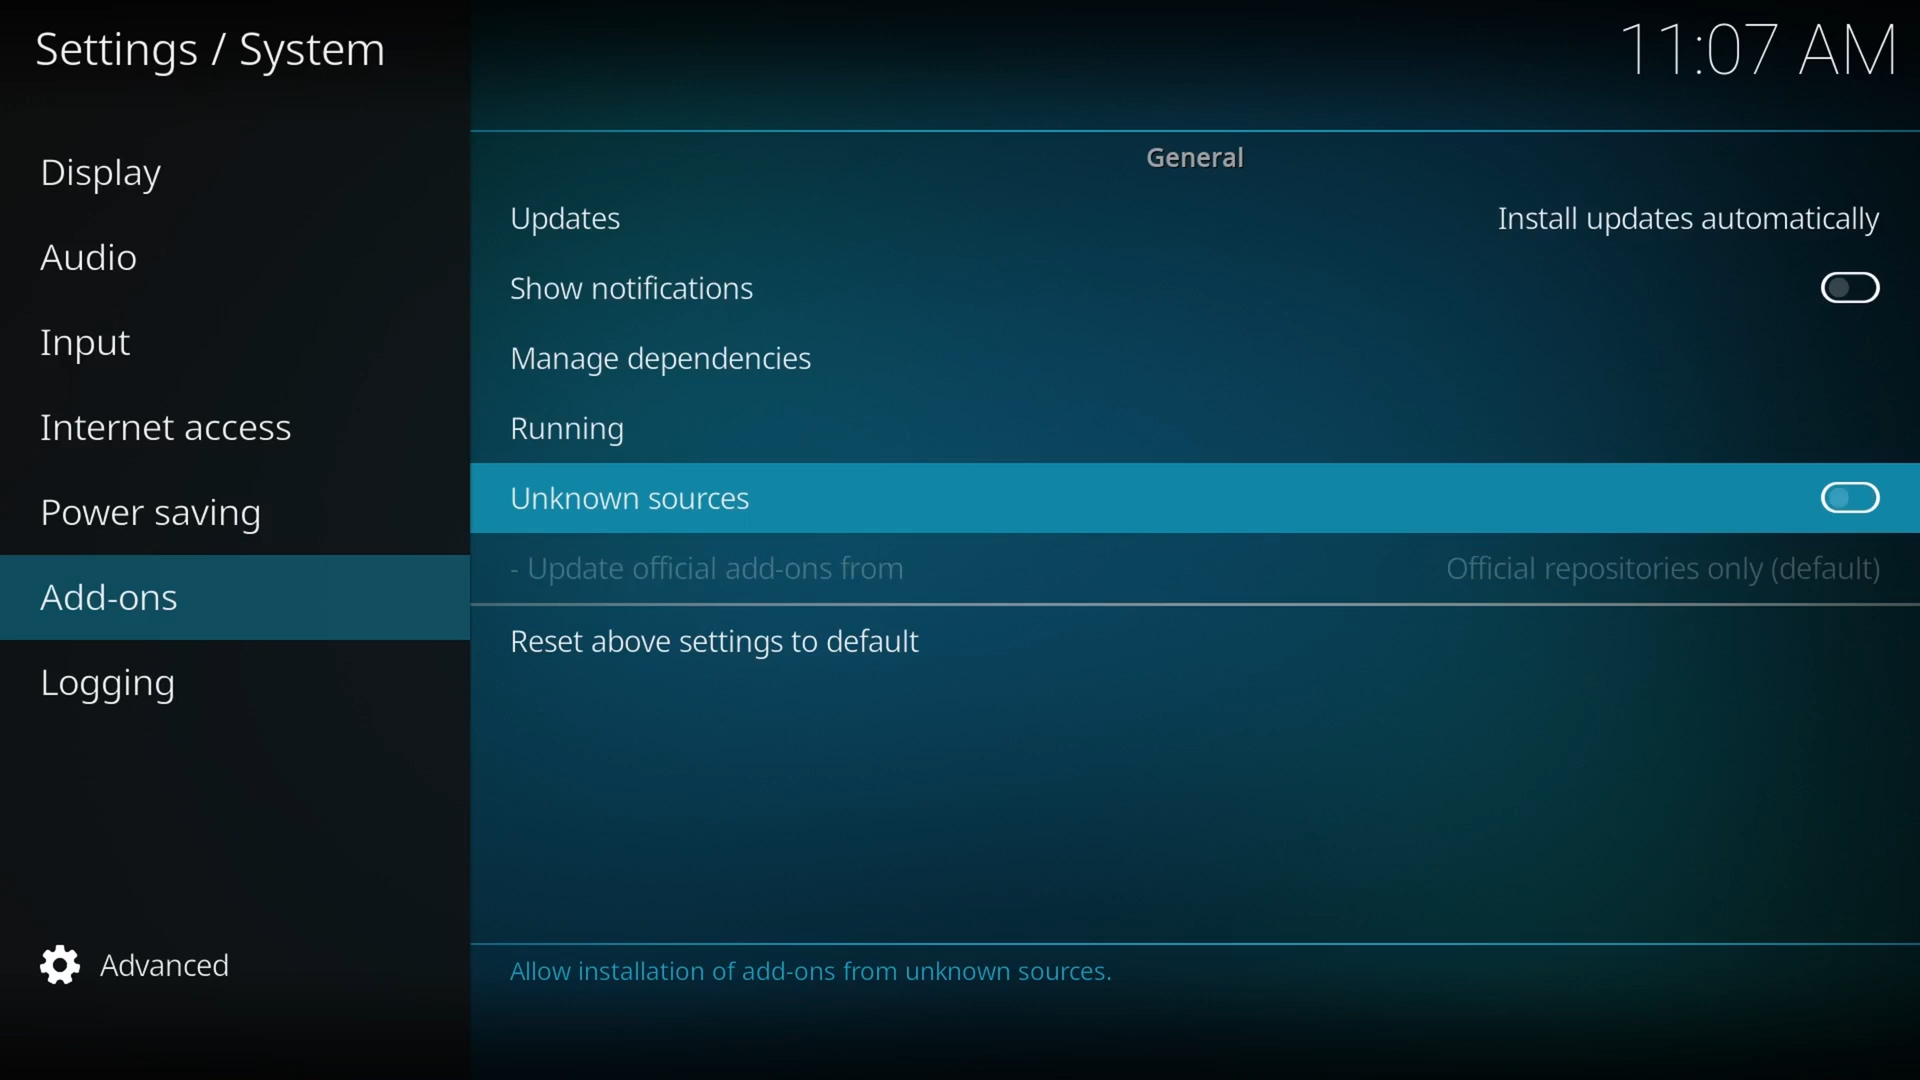 Settings / System
11:07 AM
Display
Audio
Input
Internet access
Power saving
Add-ons
Logging
Advanced
General
Updates Install updates automatically
Show notifications
Manage dependencies
Running
Unknown sources
- Update official add-ons from Official repositories only (default)
Reset above settings to default
Allow installation of add-ons from unknown sources.